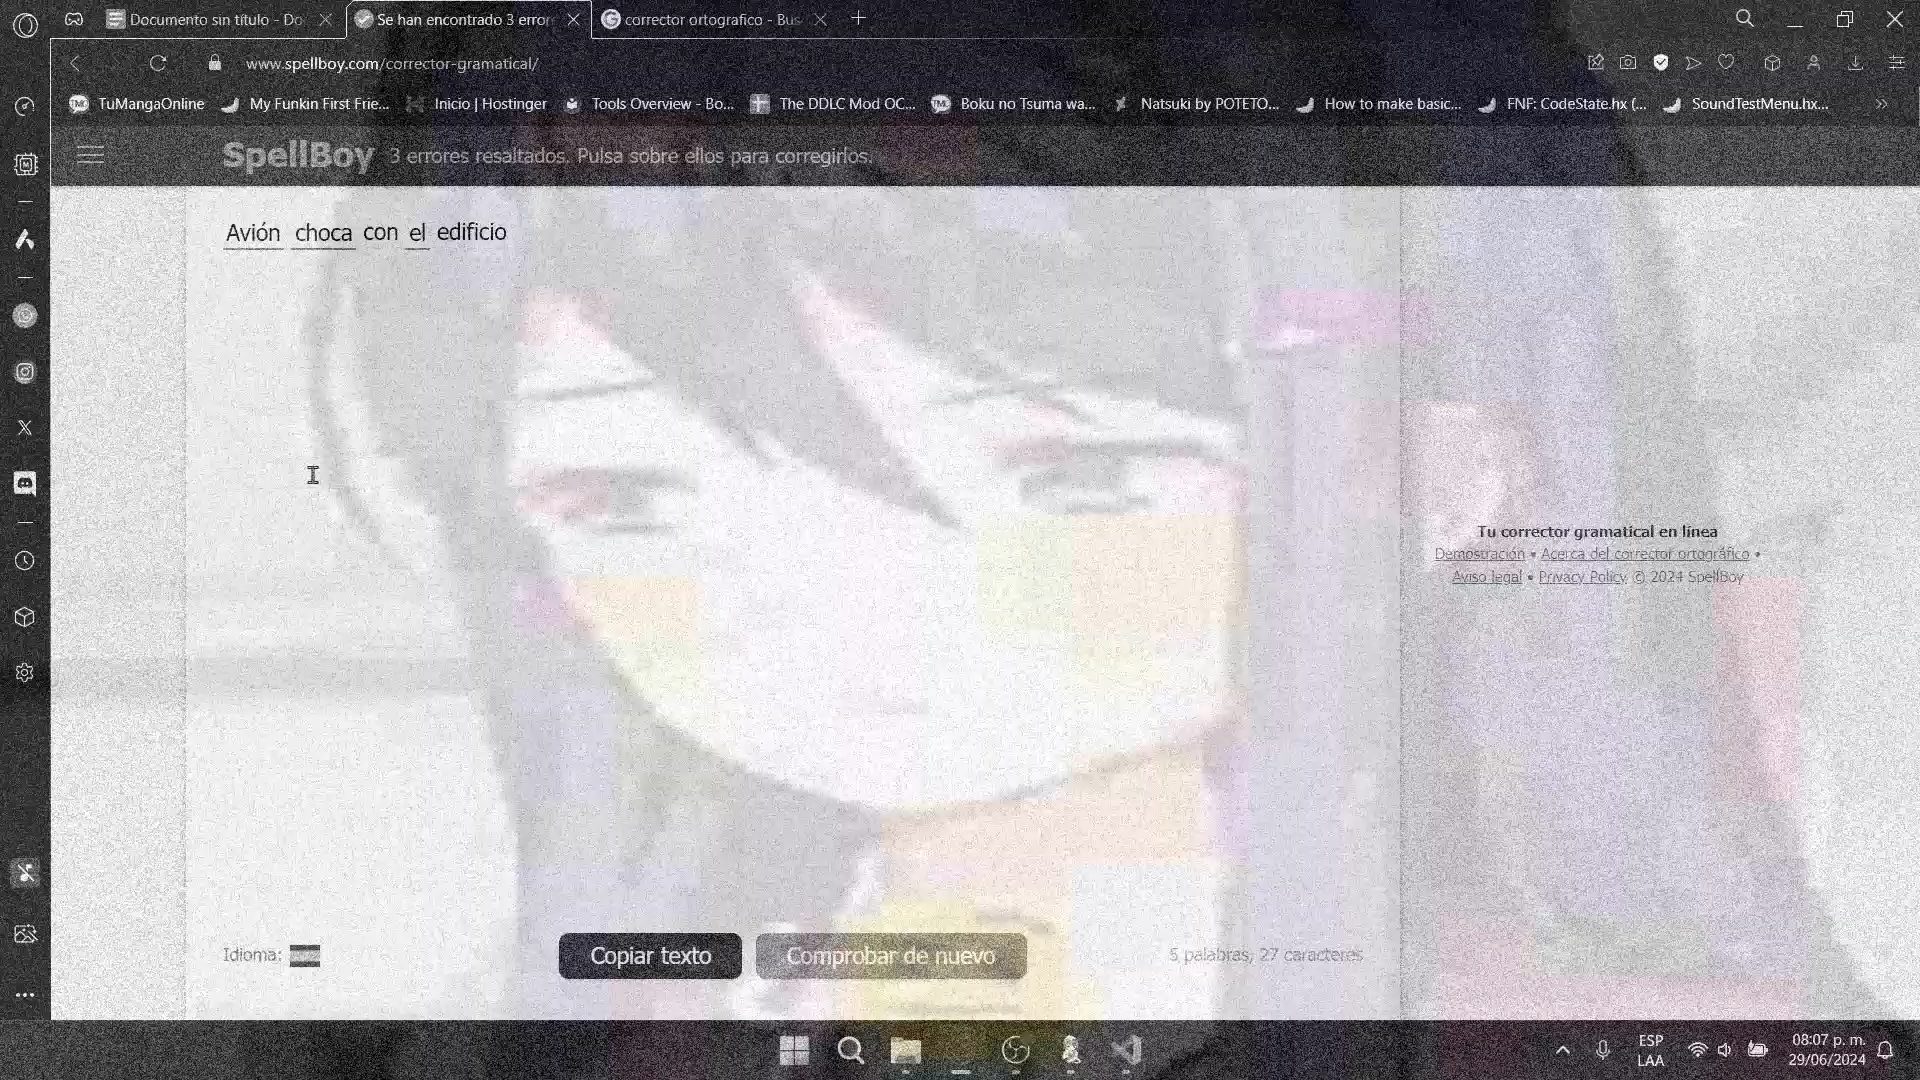 Documento sin título - Do
Se han encontrado 3 error
corrector ortografico - Bus
www.spellboy.com/corrector-gramatical/
TuMangaOnline
My Funkin First Frie...
Inicio | Hostinger
Tools Overview - Bo...
The DDLC Mod OC...
Boku no Tsuma wa...
Natsuki by POTETO...
How to make basic...
FNF: CodeState.hx (...
SoundTestMenu.hx...
SpellBoy 3 errores resaltados. Pulsa sobre ellos para corregirlos.
Avión choca con el edificio
Tu corrector gramatical en línea
Demostración • Acerca del corrector ortográfico •
Aviso legal • Privacy Policy © 2024 SpellBoy
Idioma:
Copiar texto
Comprobar de nuevo
5 palabras, 27 caracteres
ESP
LAA
08:07 p. m.
29/06/2024